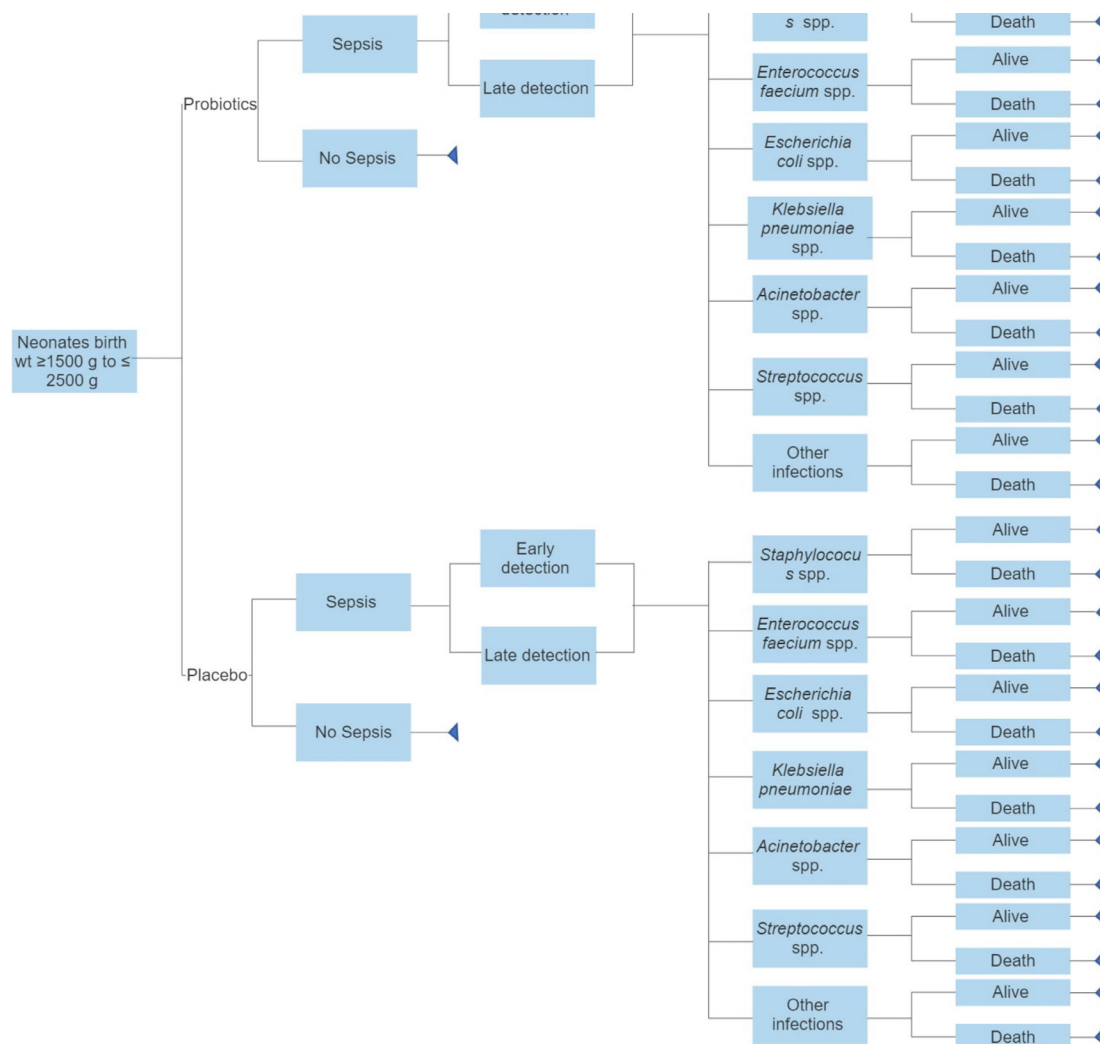 detection
s spp.
Death
Sepsis
Late detection
Probiotics
No Sepsis
Enterococcus
faecium spp.
Alive
Death
Escherichia
coli spp.
Alive
Death
Klebsiella
pneumoniae
spp.
Alive
Death
Acinetobacter
spp.
Alive
Death
Neonates birth
wt ≥1500 g to ≤
2500 g
Streptococcus
spp.
Alive
Death
Other
infections
Alive
Death
Placebo
Sepsis
Early
detection
Late detection
No Sepsis
Staphylococu
s spp.
Alive
Death
Enterococcus
faecium spp.
Alive
Death
Escherichia
coli spp.
Alive
Death
Klebsiella
pneumoniae
Alive
Death
Acinetobacter
spp.
Alive
Death
Streptococcus
spp.
Alive
Death
Other
infections
Alive
Death